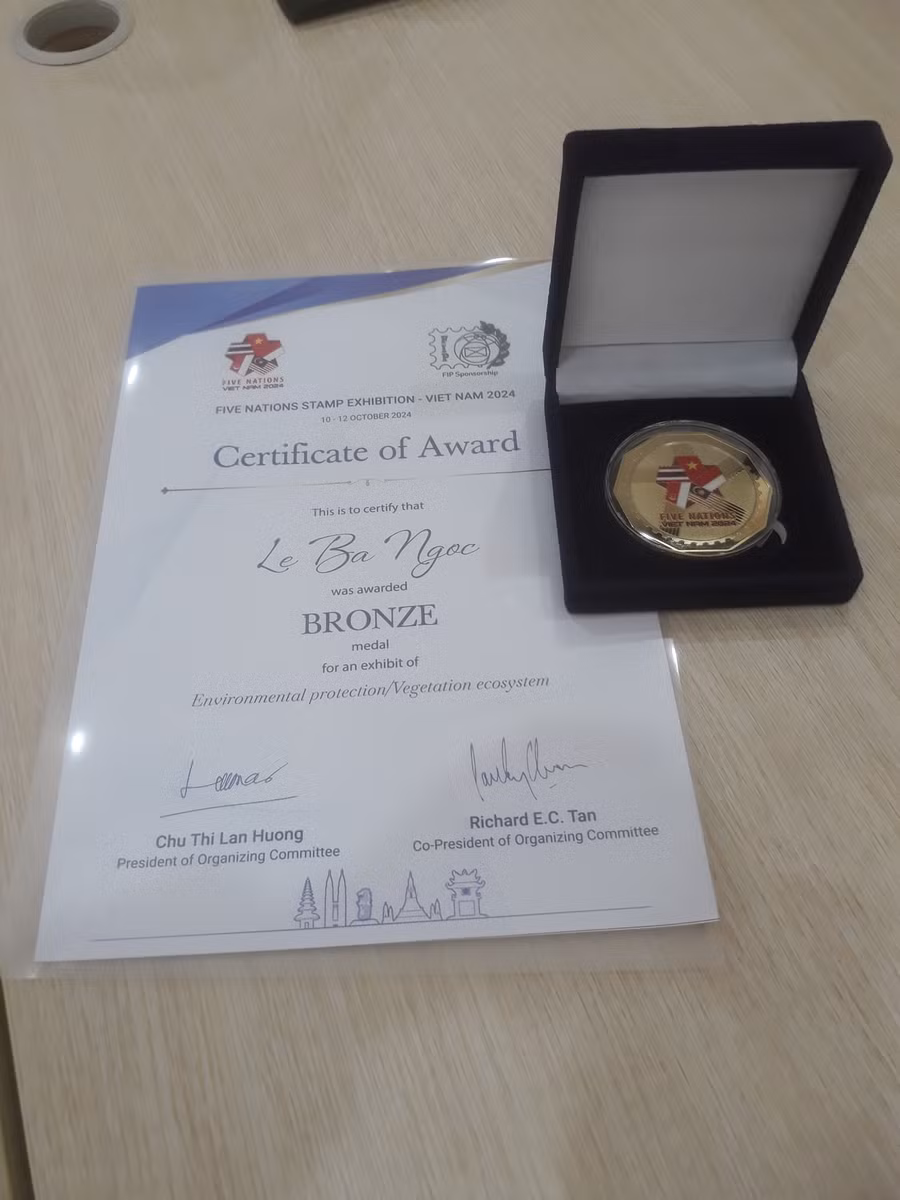 FIVE NATIONS
VIET NAM 2024
FIP Sponsorship
FIVE NATIONS STAMP EXHIBITION - VIET NAM 2024
10 - 12 OCTOBER 2024
Certificate of Award
This is to certify that
Le Ba Ngoc
was awarded
BRONZE
medal
for an exhibit of
Environmental protection/Vegetation ecosystem
Chu Thi Lan Huong
President of Organizing Committee
Richard E.C. Tan
Co-President of Organizing Committee
FIVE NATIONS
VIET NAM 2024